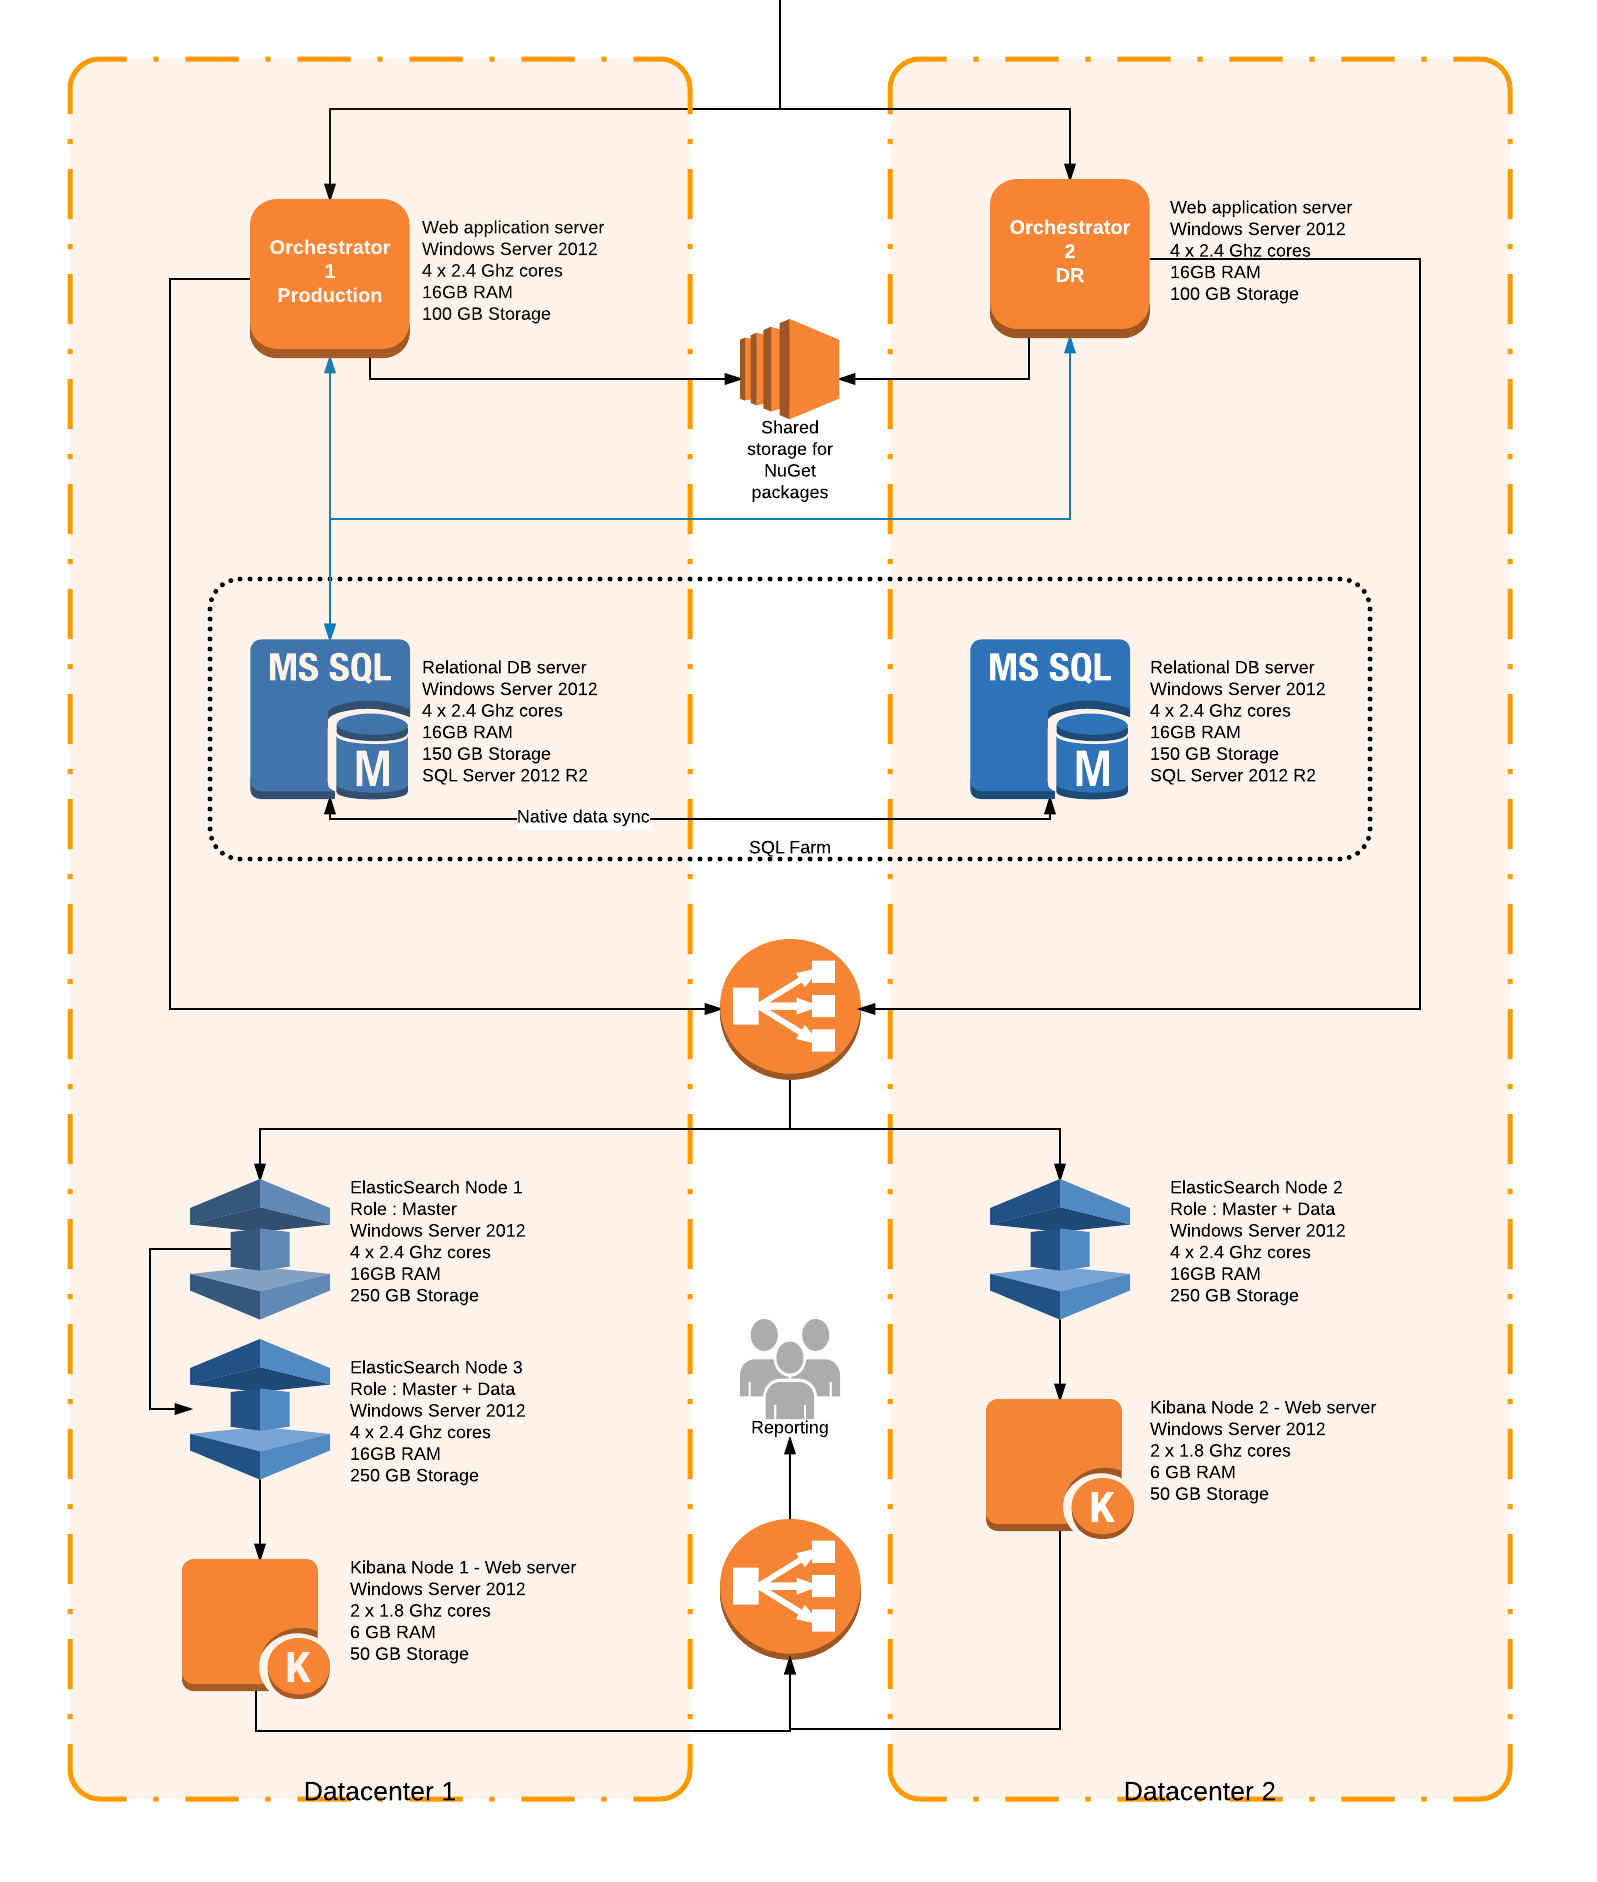 Orchestrator
1
Production
Web application server
Windows Server 2012
4 x 2.4 Ghz cores
16GB RAM
100 GB Storage
Orchestrator
2
DR
Web application server
Windows Server 2012
4 x 2.4 Ghz cores
16GB RAM
100 GB Storage
Shared
storage for
NuGet
packages
MS SQL
M
Relational DB server
Windows Server 2012
4 x 2.4 Ghz cores
16GB RAM
150 GB Storage
SQL Server 2012 R2
MS SQL
M
Relational DB server
Windows Server 2012
4 x 2.4 Ghz cores
16GB RAM
150 GB Storage
SQL Server 2012 R2
Native data sync
SQL Farm
ElasticSearch Node 1
Role : Master
Windows Server 2012
4 x 2.4 Ghz cores
16GB RAM
250 GB Storage
ElasticSearch Node 2
Role : Master + Data
Windows Server 2012
4 x 2.4 Ghz cores
16GB RAM
250 GB Storage
ElasticSearch Node 3
Role : Master + Data
Windows Server 2012
4 x 2.4 Ghz cores
16GB RAM
250 GB Storage
Reporting
Kibana Node 2 - Web server
Windows Server 2012
2 x 1.8 Ghz cores
6 GB RAM
50 GB Storage
K
Kibana Node 1 - Web server
Windows Server 2012
2 x 1.8 Ghz cores
6 GB RAM
50 GB Storage
K
Datacenter 1
Datacenter 2